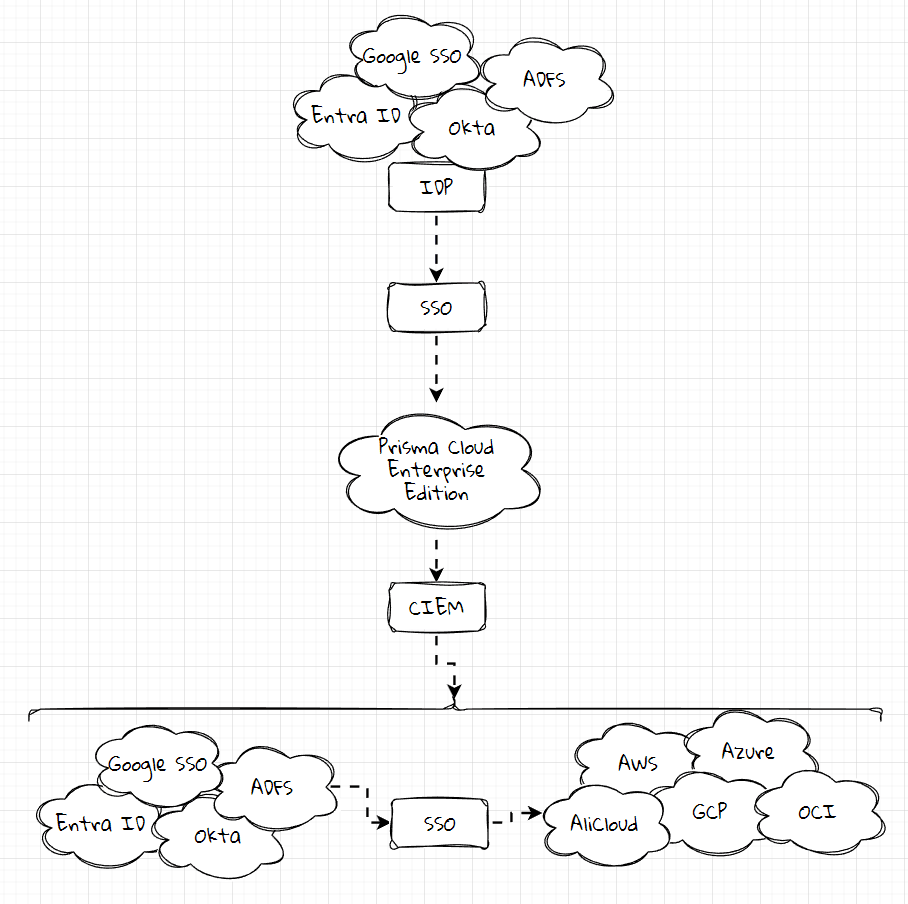 Google SSO
ADFS
Entra ID
Okta
IDP
SSO
Prisma Cloud
Enterprise
Edition
CIEM
Google SSO
ADFS
Entra ID
Okta
SSO
AWS
Azure
AliCloud
GCP
OCI